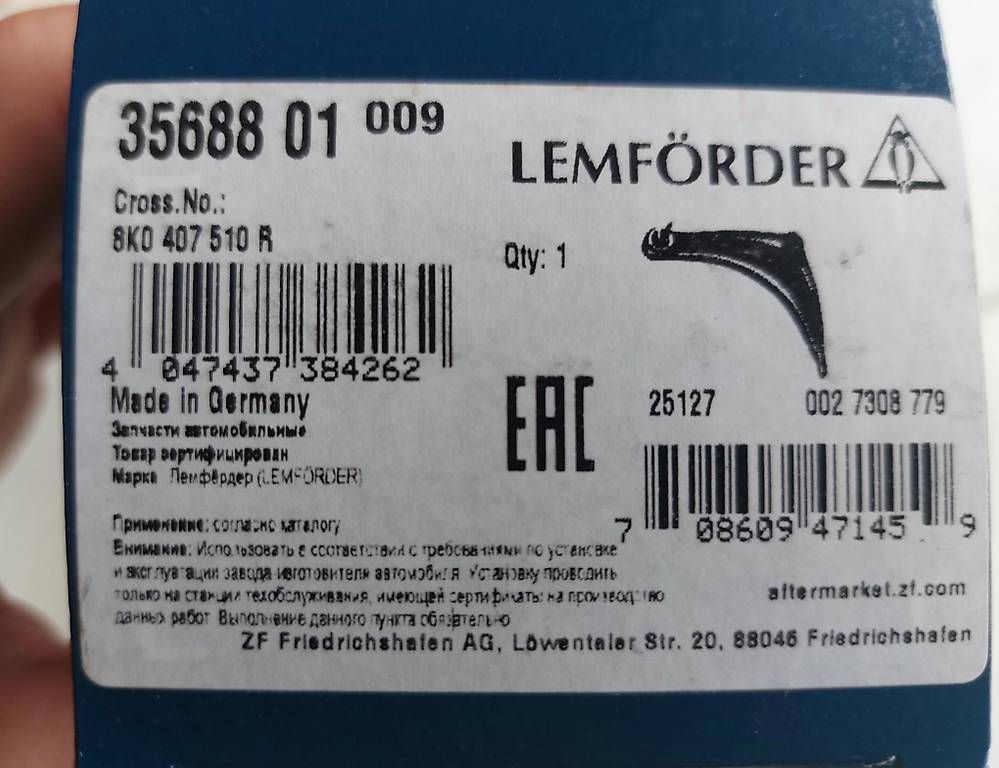 35688 01 009
LEMFÖRDER
Cross.No.:
8K0 407 510 R
Qty: 1
4 047437 384262
Made in Germany
Запчасти автомобильные
Товар сертифицирован
Марка Лемфёрдер (LEMFÖRDER)
EAC
25127 002 7308 779
7 08609 47145 9
Применение: согласно каталогу
Внимание: Использовать в соответствии с требованиями по установке
и эксплуатации завода-изготовителя автомобиля. Установку проводить
только на станции техобслуживания, имеющей сертификаты на производство
данных работ. Выполнение данного пункта обязательно
aftermarket.zf.com
ZF Friedrichshafen AG, Löwentaler Str. 20, 88046 Friedrichshafen